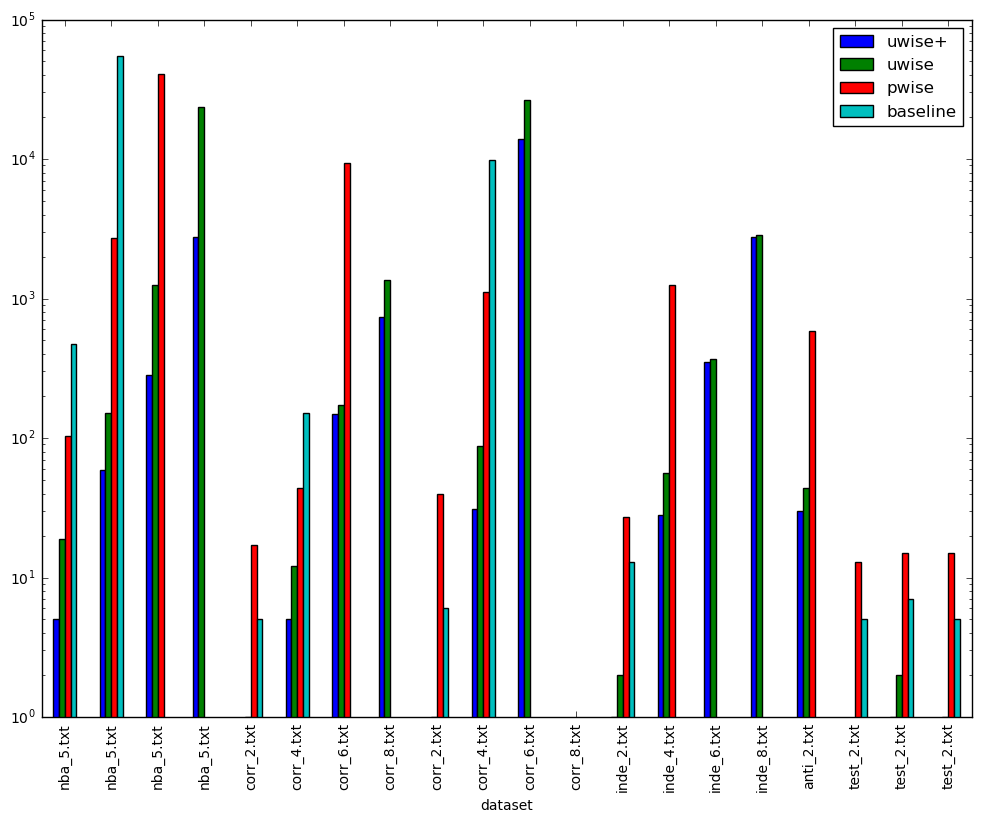 10^5
10^4
10^3
10^2
10^1
10^0
uwise+
uwise
pwise
baseline
nba_5.txt
nba_5.txt
nba_5.txt
nba_5.txt
corr_2.txt
corr_4.txt
corr_6.txt
corr_8.txt
corr_2.txt
corr_4.txt
corr_6.txt
corr_8.txt
inde_2.txt
inde_4.txt
inde_6.txt
inde_8.txt
anti_2.txt
test_2.txt
test_2.txt
test_2.txt
dataset